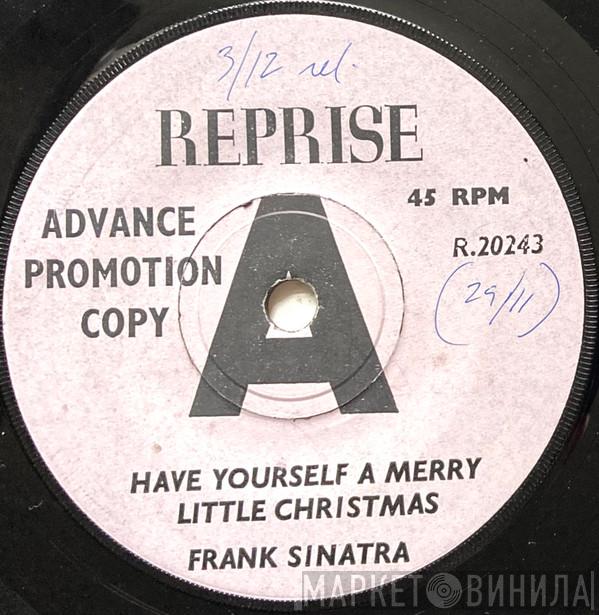 3/12 rel.
REPRISE
45 RPM
ADVANCE
PROMOTION
COPY
R.20243
(29/11)
A
HAVE YOURSELF A MERRY
LITTLE CHRISTMAS
FRANK SINATRA
МАРКЕТ ВИНИЛА